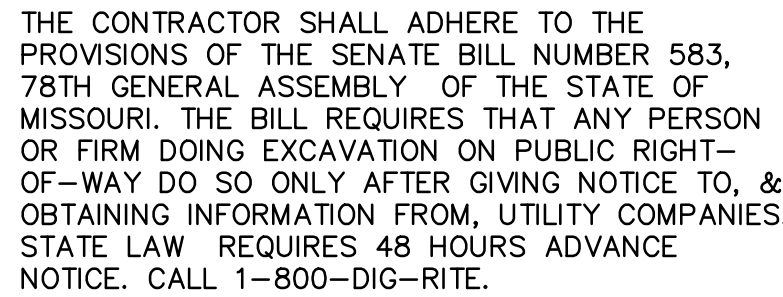 THE CONTRACTOR SHALL ADHERE TO THE
PROVISIONS OF THE SENATE BILL NUMBER 583,
78TH GENERAL ASSEMBLY  OF THE STATE OF
MISSOURI. THE BILL REQUIRES THAT ANY PERSON
OR FIRM DOING EXCAVATION ON PUBLIC RIGHT–
OF–WAY DO SO ONLY AFTER GIVING NOTICE TO, &
OBTAINING INFORMATION FROM, UTILITY COMPANIES.
STATE LAW  REQUIRES 48 HOURS ADVANCE
NOTICE. CALL 1–800–DIG–RITE.